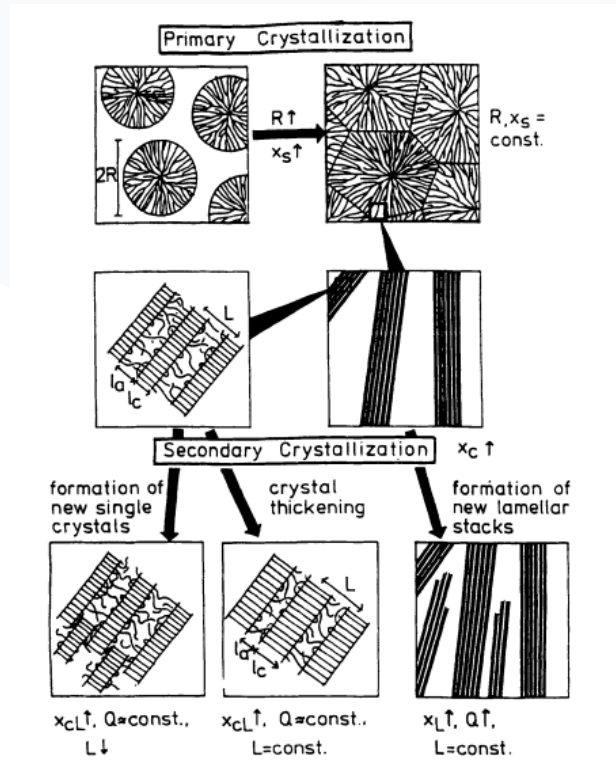 Primary Crystallization
2R
R↑
xS↑
R,xS =
const.
L
la
lc
Secondary Crystallization
xc ↑
formation of
new single
crystals
crystal
thickening
formation of
new lamellar
stacks
L
la
lc
xcL↑, Q≈const.,
L↓
xcL↑, Q≈const.,
L=const.
xL↑, Q↑,
L=const.